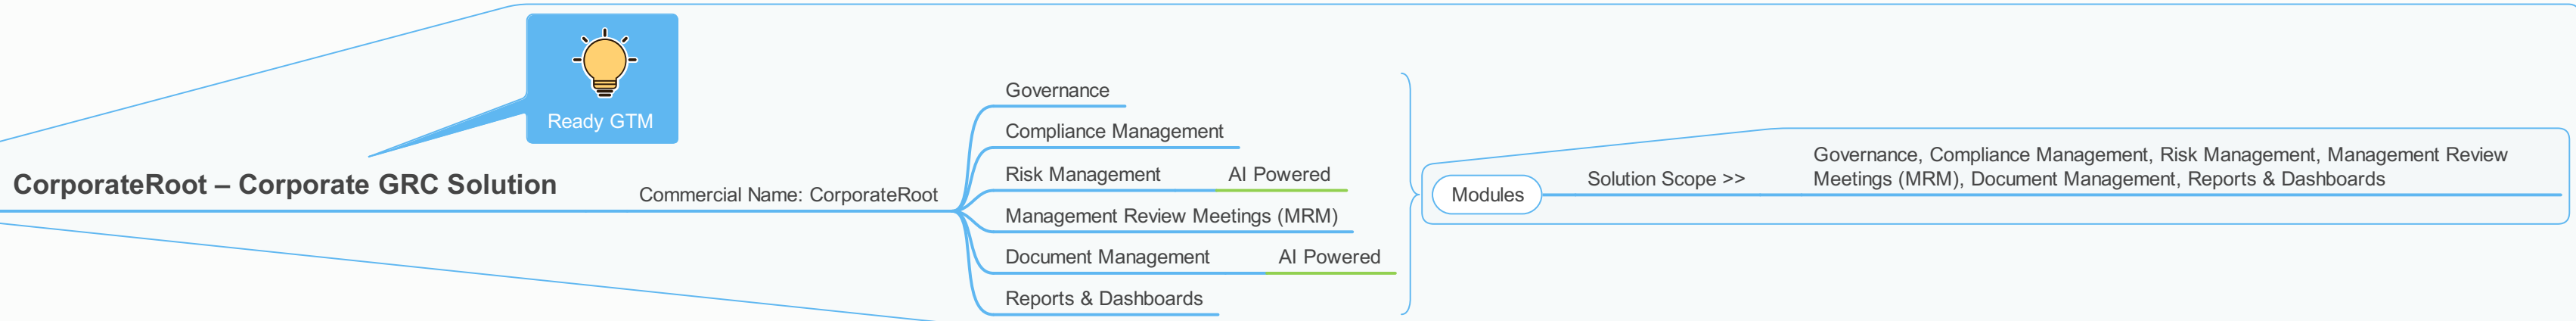 Ready GTM
CorporateRoot – Corporate GRC Solution
Commercial Name: CorporateRoot
Governance
Compliance Management
Risk Management
AI Powered
Management Review Meetings (MRM)
Document Management
AI Powered
Reports & Dashboards
Modules
Solution Scope >>
Governance, Compliance Management, Risk Management, Management Review
Meetings (MRM), Document Management, Reports & Dashboards